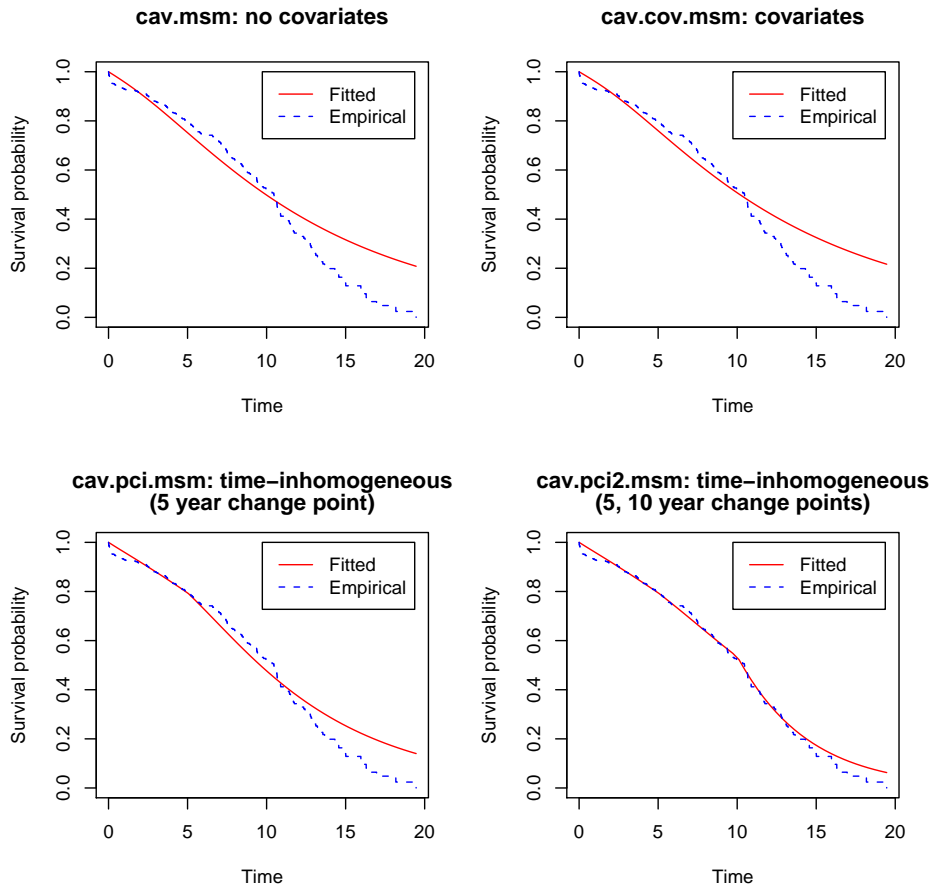 cav.msm: no covariates
Survival probability
0.0 0.2 0.4 0.6 0.8 1.0
Fitted
Empirical
0 5 10 15 20
Time
cav.cov.msm: covariates
Survival probability
0.0 0.2 0.4 0.6 0.8 1.0
Fitted
Empirical
0 5 10 15 20
Time
cav.pci.msm: time−inhomogeneous
(5 year change point)
Survival probability
0.0 0.2 0.4 0.6 0.8 1.0
Fitted
Empirical
0 5 10 15 20
Time
cav.pci2.msm: time−inhomogeneous
(5, 10 year change points)
Survival probability
0.0 0.2 0.4 0.6 0.8 1.0
Fitted
Empirical
0 5 10 15 20
Time